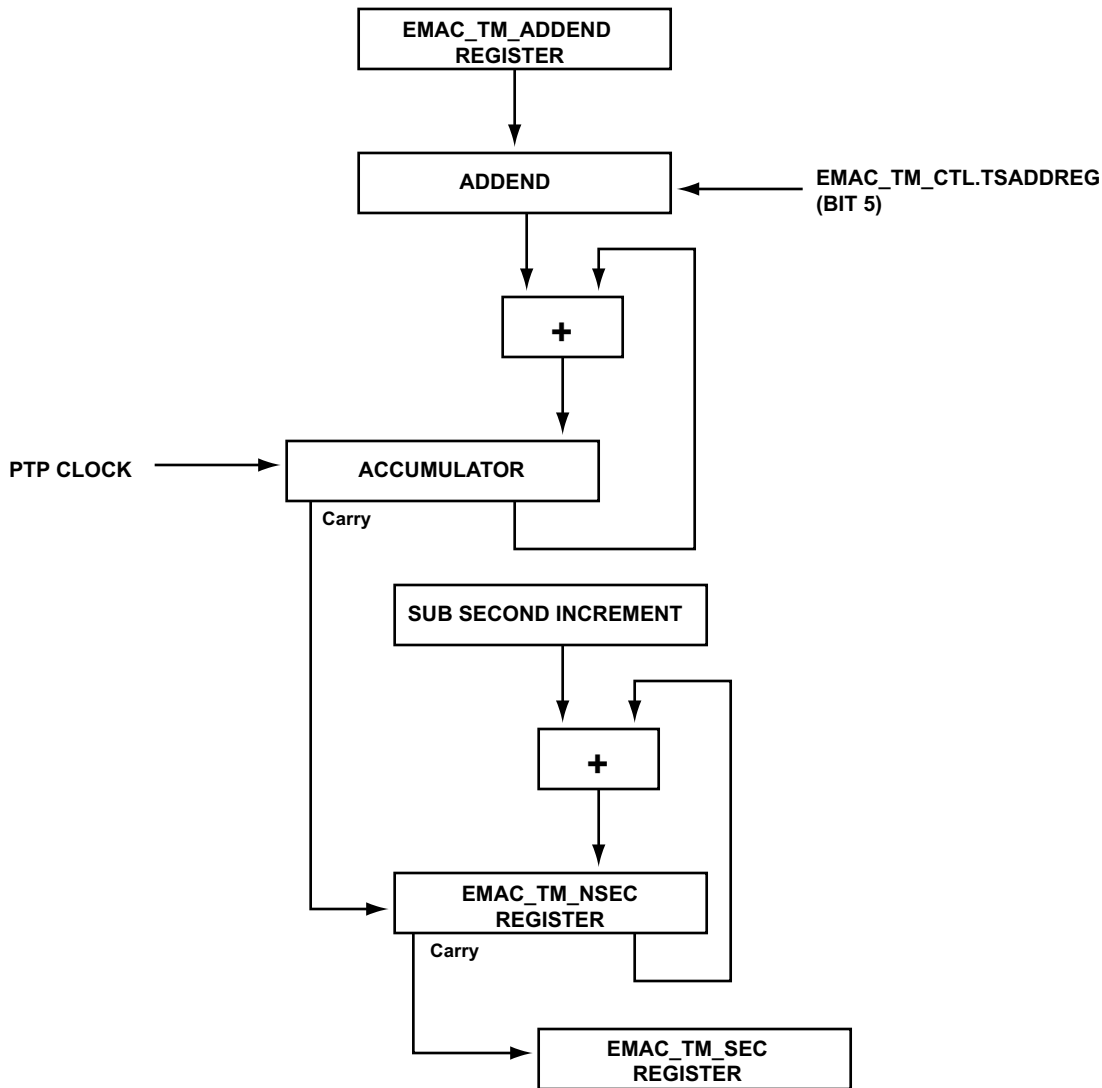 EMAC_TM_ADDEND
REGISTER
ADDEND
EMAC_TM_CTL.TSADDREG
(BIT 5)
+
PTP CLOCK
ACCUMULATOR
Carry
SUB SECOND INCREMENT
+
EMAC_TM_NSEC
REGISTER
Carry
EMAC_TM_SEC
REGISTER